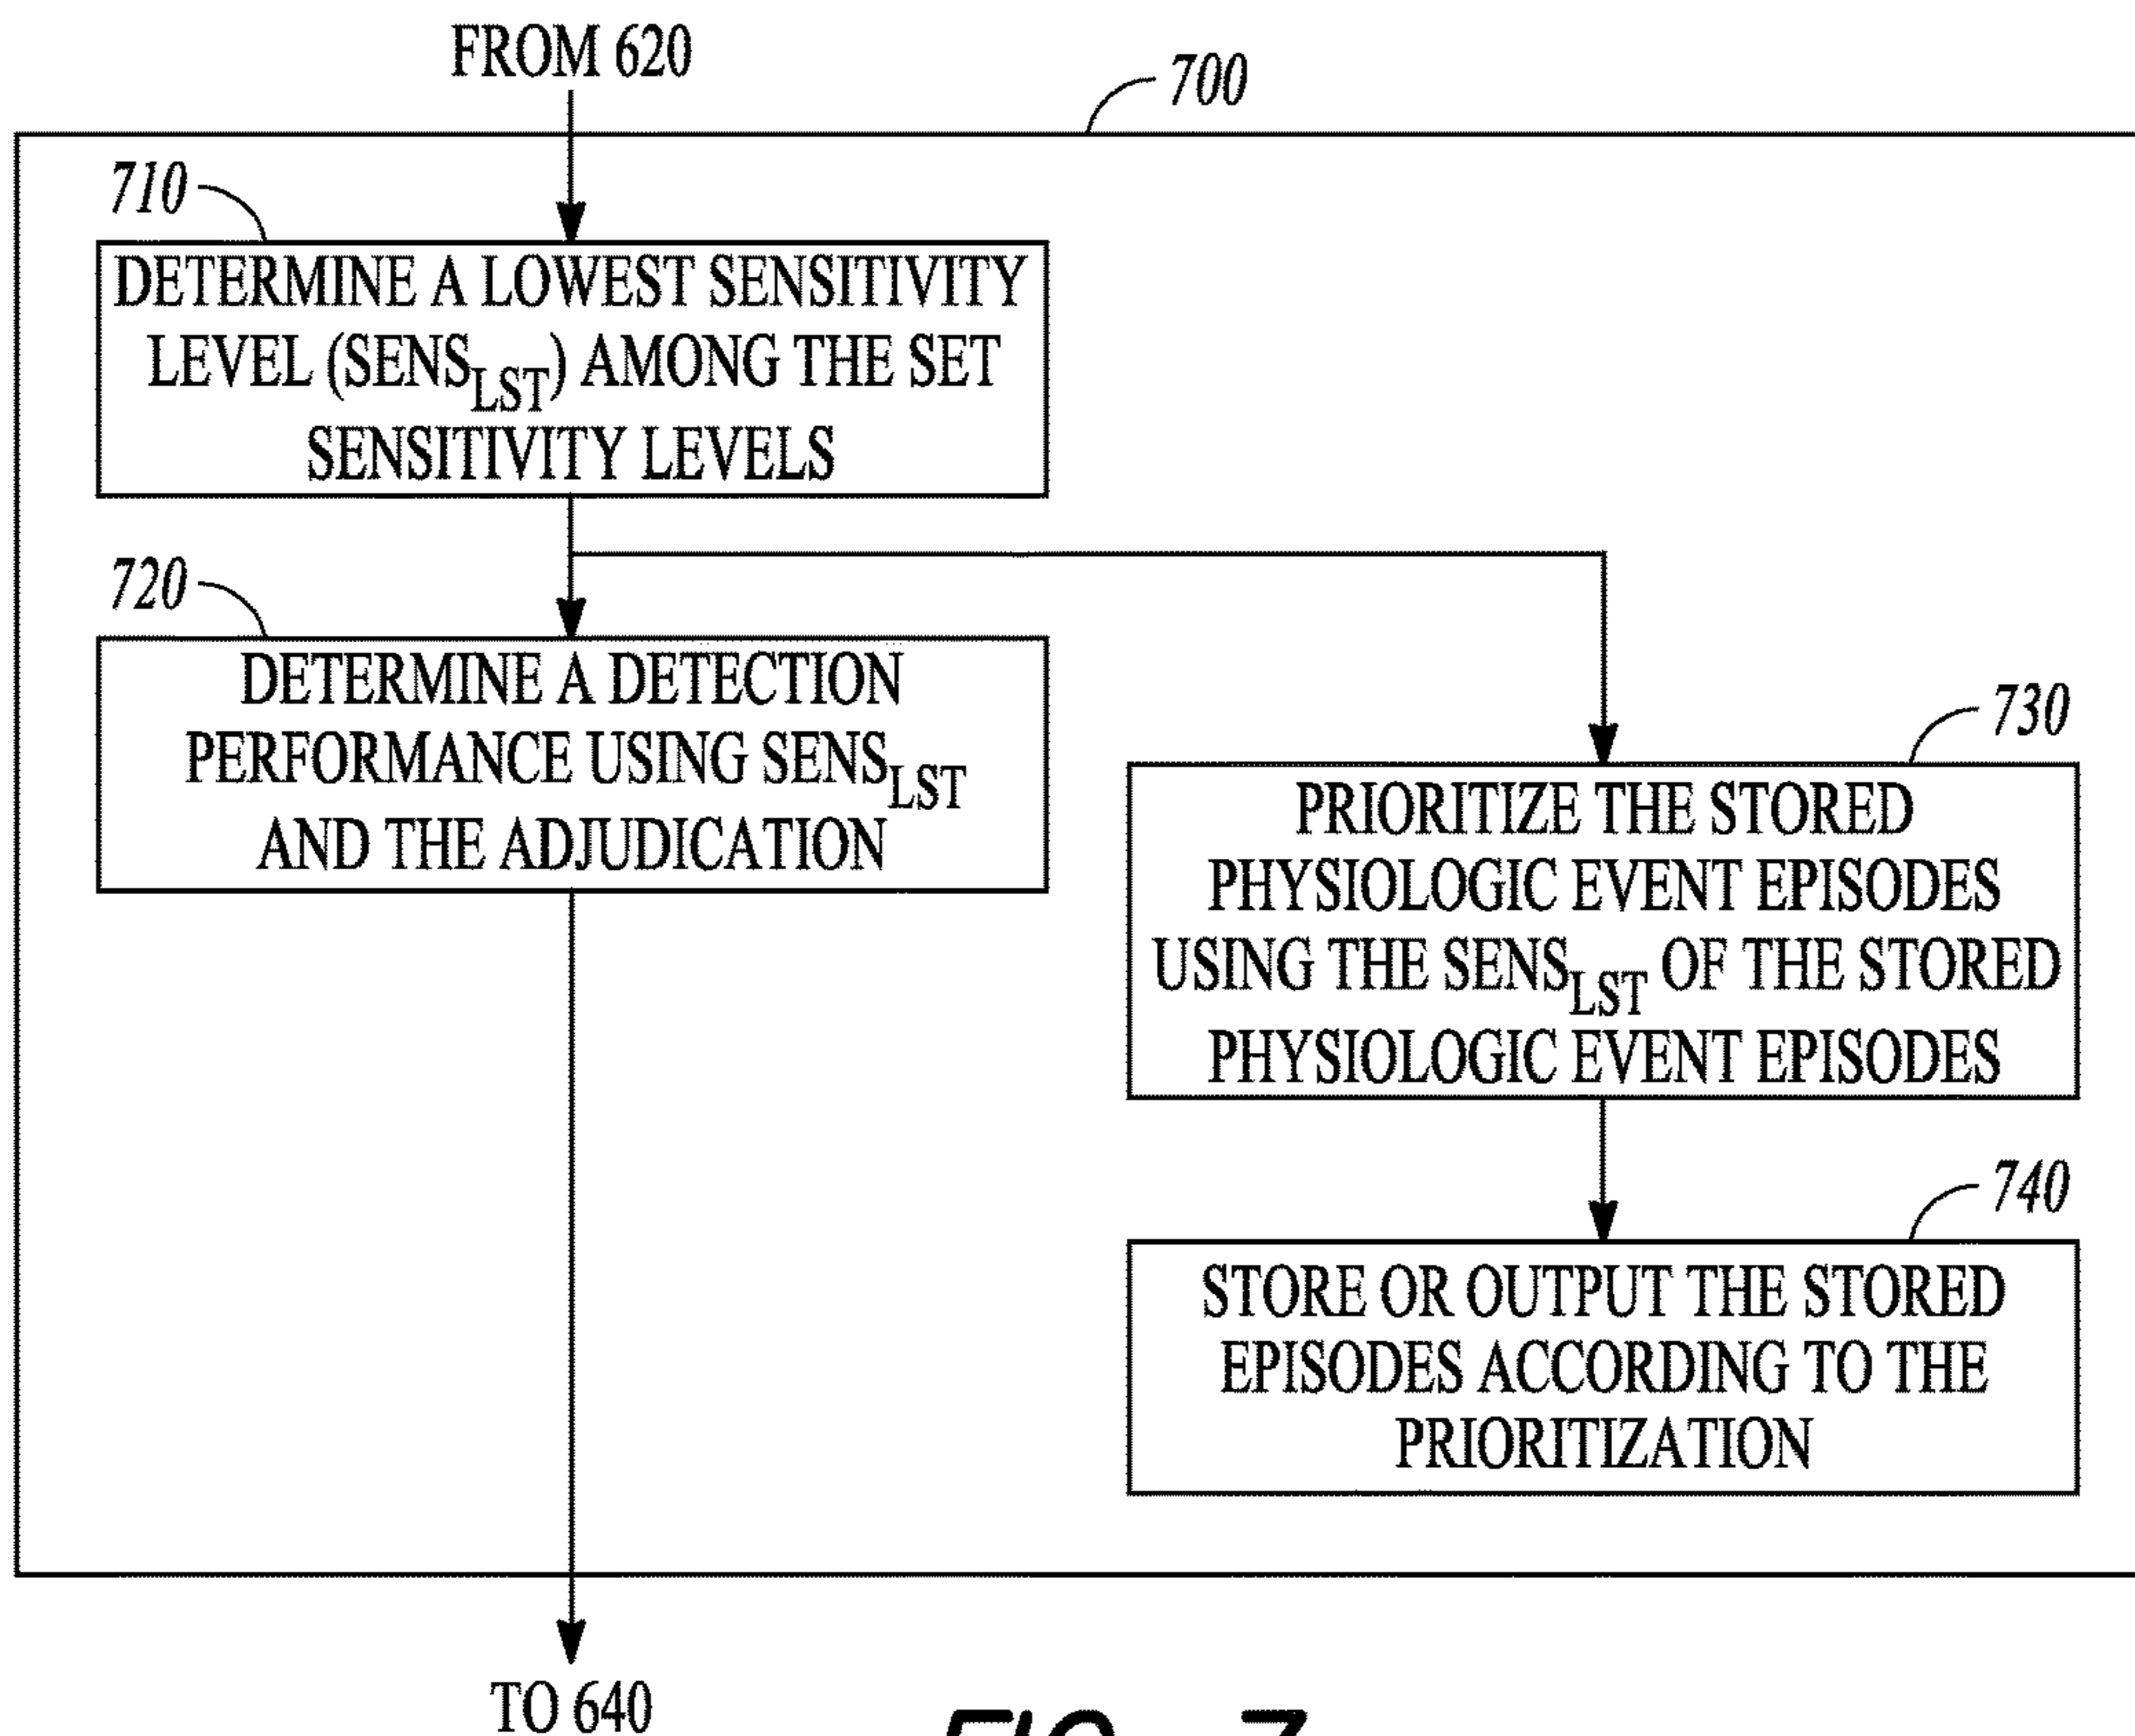 FROM 620
700
710
DETERMINE A LOWEST SENSITIVITY
LEVEL (SENSLST) AMONG THE SET
SENSITIVITY LEVELS
720
DETERMINE A DETECTION
PERFORMANCE USING SENSLST
AND THE ADJUDICATION
730
PRIORITIZE THE STORED
PHYSIOLOGIC EVENT EPISODES
USING THE SENSLST OF THE STORED
PHYSIOLOGIC EVENT EPISODES
740
STORE OR OUTPUT THE STORED
EPISODES ACCORDING TO THE
PRIORITIZATION
TO 640
FIG. 7